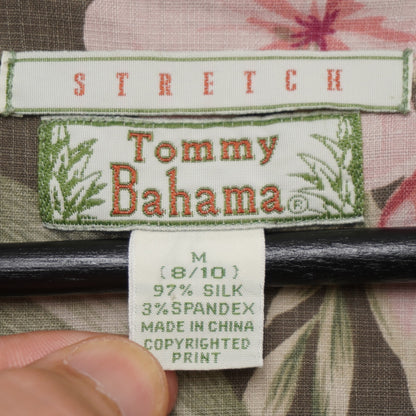 STRETCH
Tommy
Bahama®
M
(8/10)
97% SILK
3% SPANDEX
MADE IN CHINA
COPYRIGHTED
PRINT